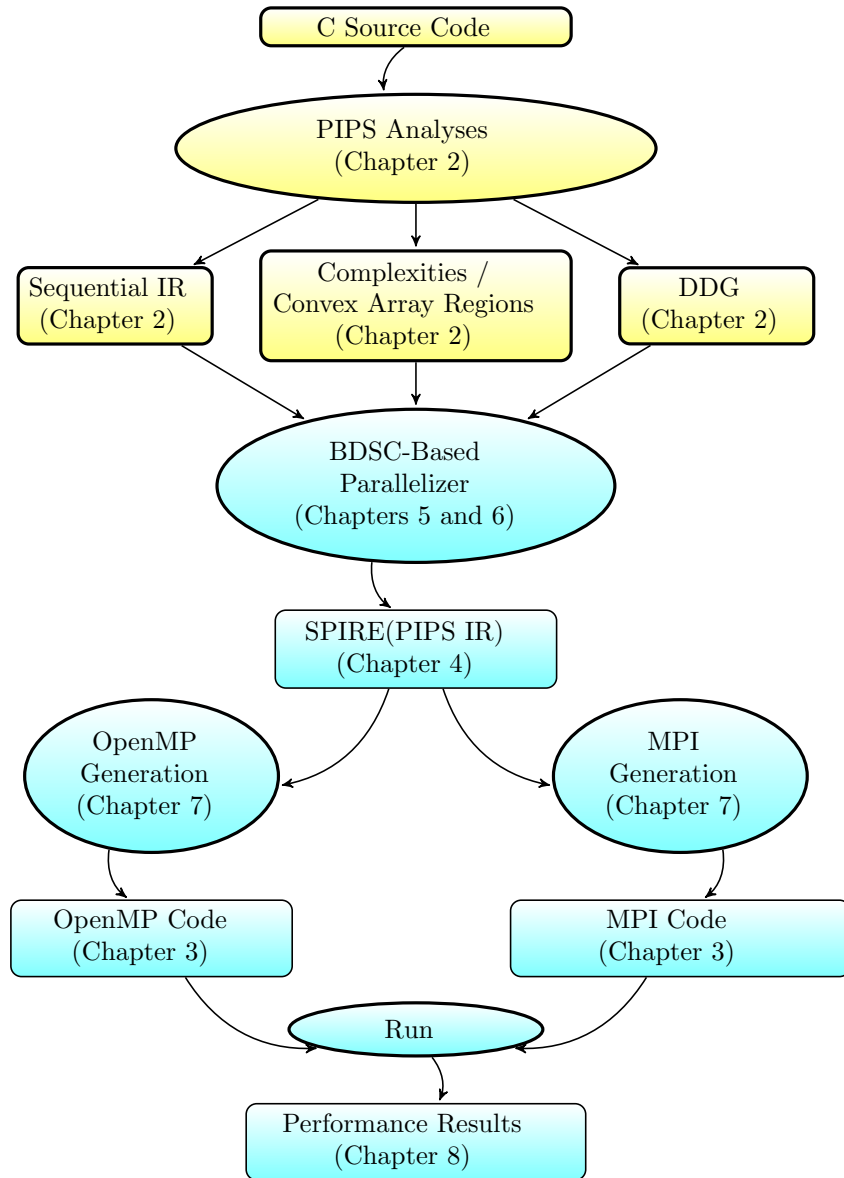 C Source Code
PIPS Analyses
(Chapter 2)
Sequential IR
(Chapter 2)
Complexities /
Convex Array Regions
(Chapter 2)
DDG
(Chapter 2)
BDSC-Based
Parallelizer
(Chapters 5 and 6)
SPIRE(PIPS IR)
(Chapter 4)
OpenMP
Generation
(Chapter 7)
MPI
Generation
(Chapter 7)
OpenMP Code
(Chapter 3)
MPI Code
(Chapter 3)
Run
Performance Results
(Chapter 8)